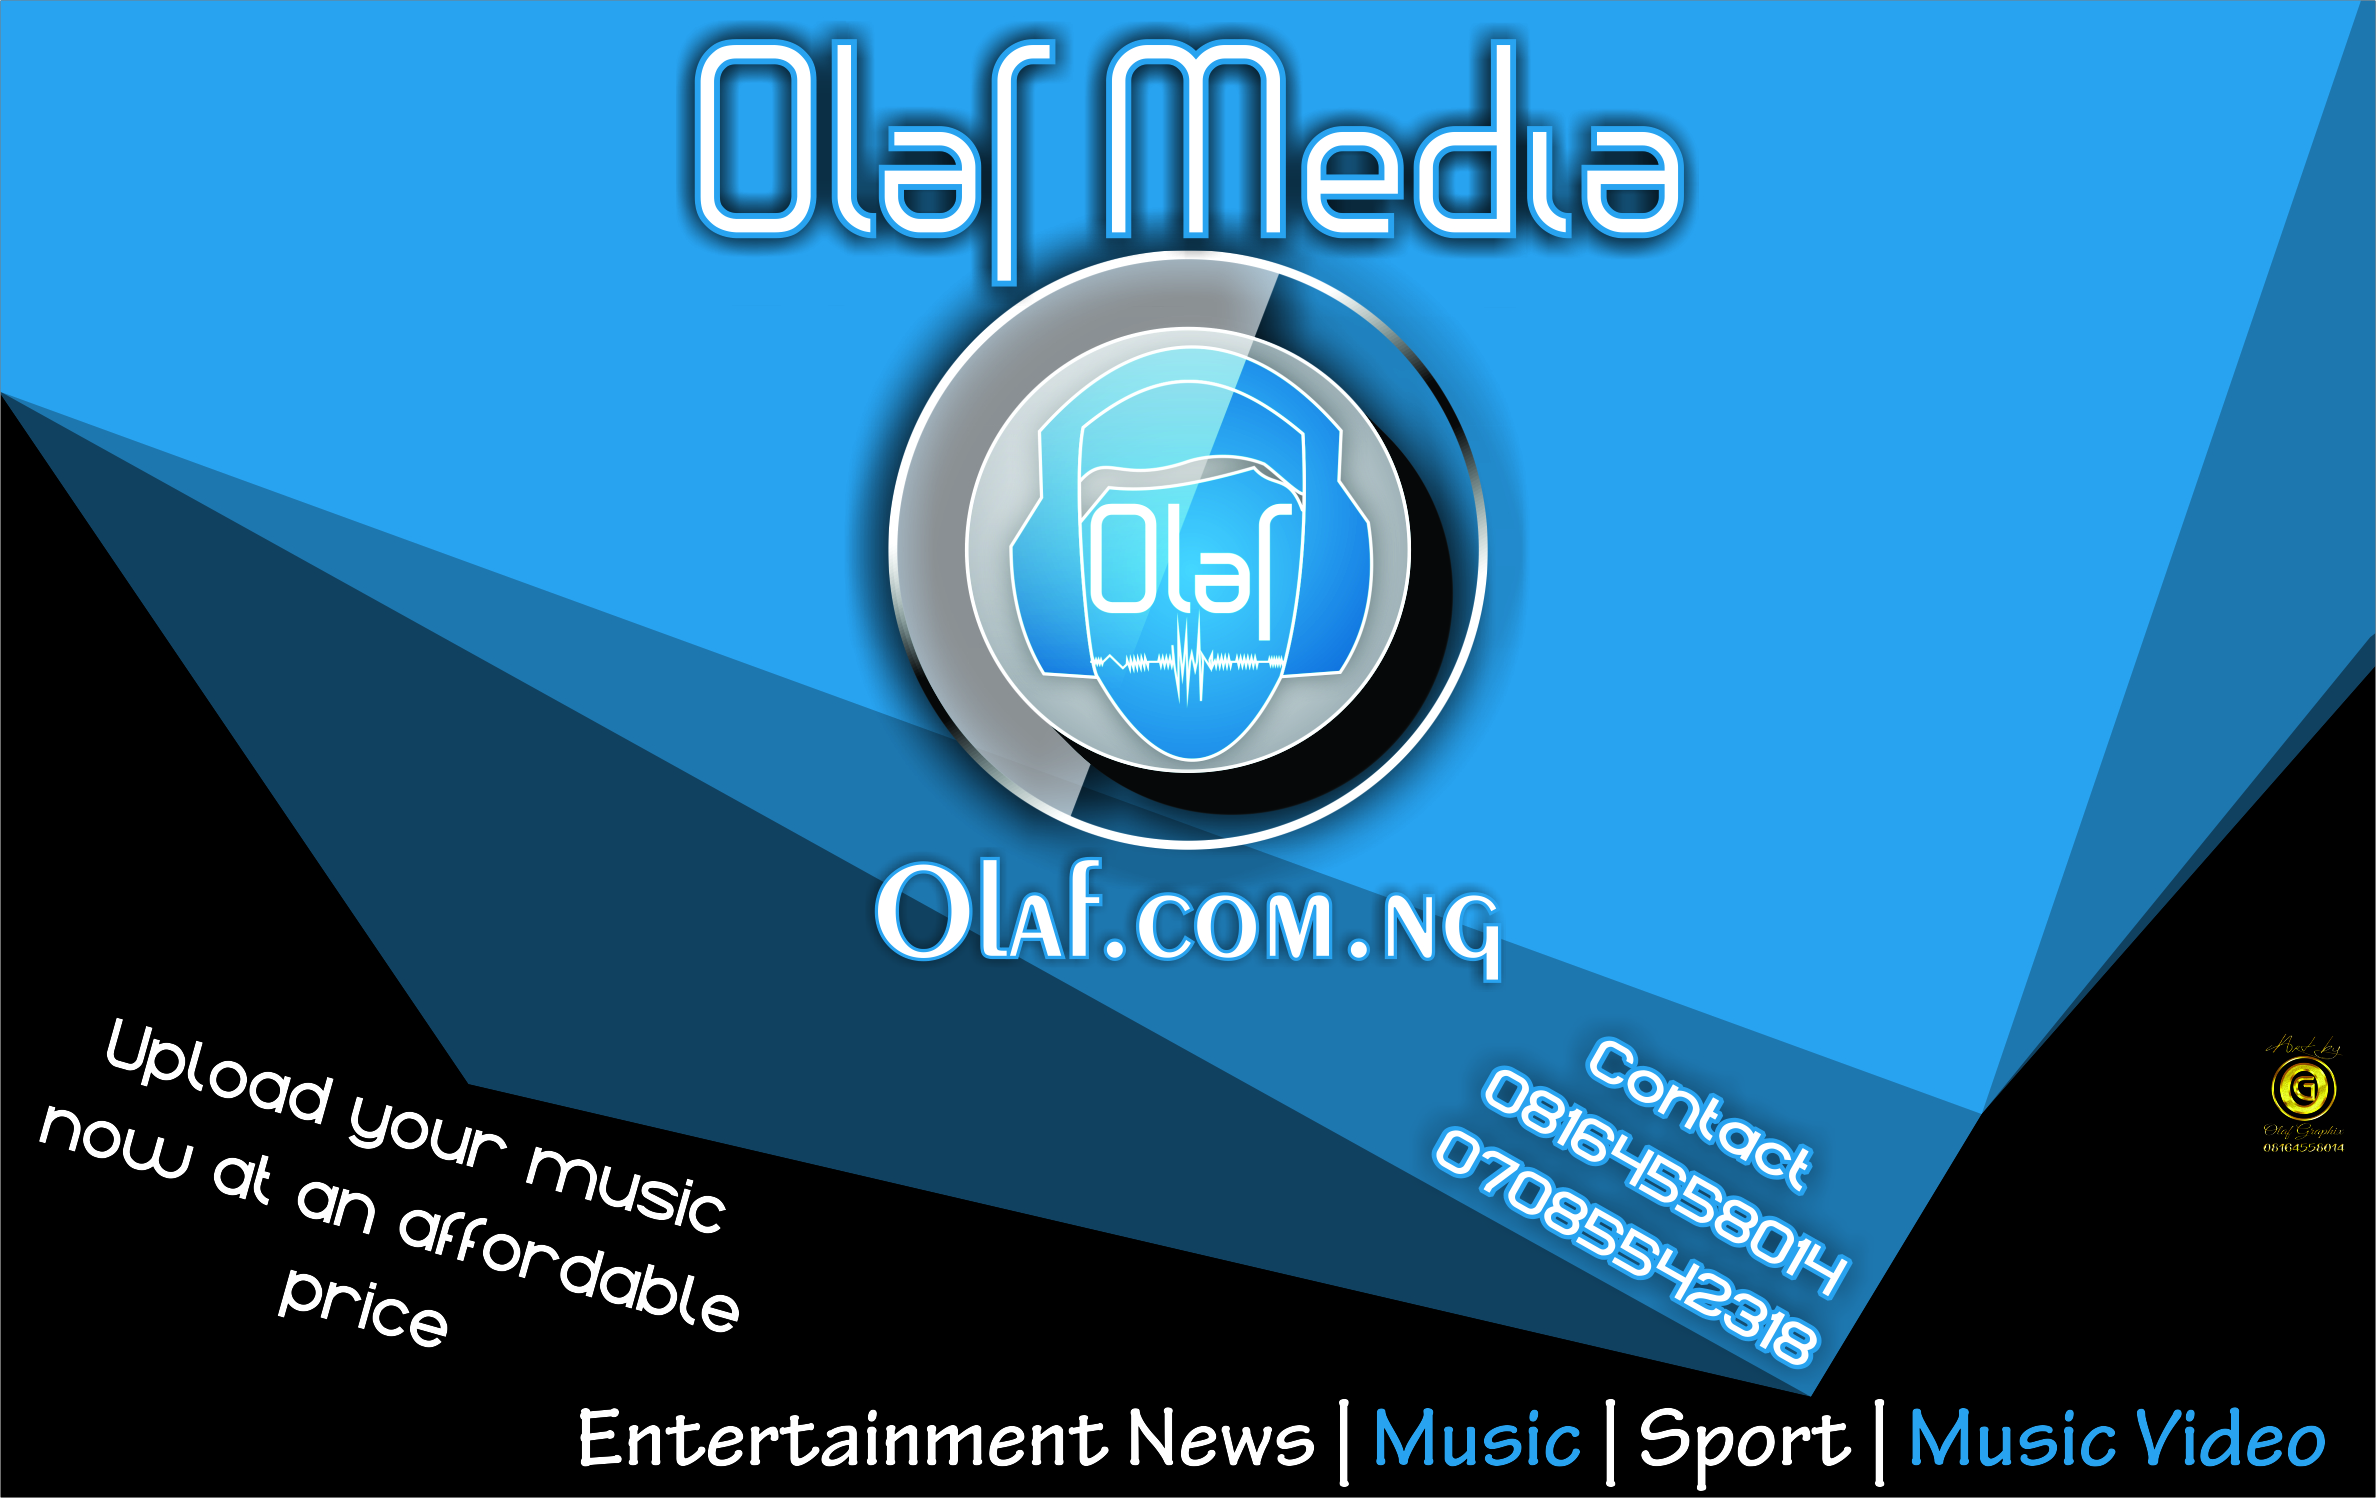 Olaf Media
Olaf
Olaf.com.ng
Upload your music
now at an affordable
price
Contact
08164558014
07085542318
Art by
G
Olaf Graphix
08164558014
Entertainment News | Music | Sport | Music Video